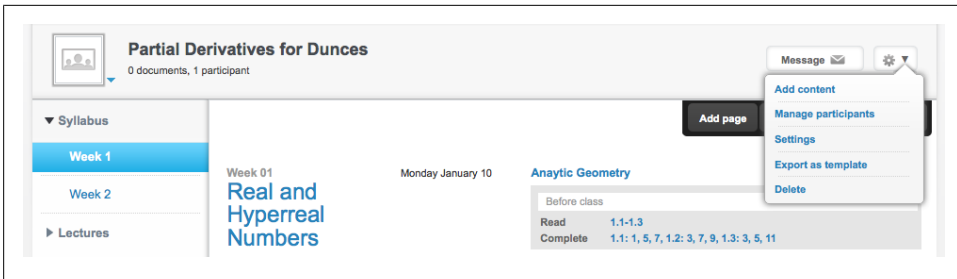 Partial Derivatives for Dunces
0 documents, 1 participant
Message
Add content
Manage participants
Settings
Export as template
Delete
Add page
Syllabus
Week 1
Week 2
Lectures
Week 01
Real and
Hyperreal
Numbers
Monday January 10
Anaytic Geometry
Before class
Read 1.1-1.3
Complete 1.1: 1, 5, 7, 1.2: 3, 7, 9, 1.3: 3, 5, 11